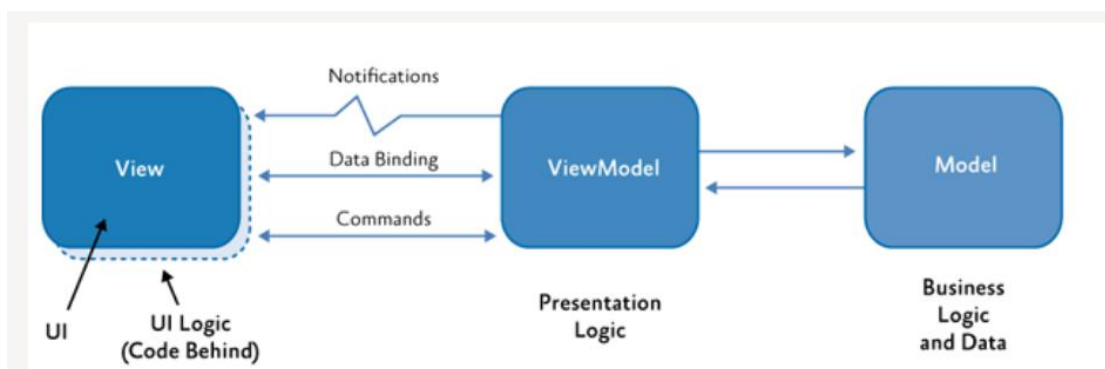 Notifications
View
Data Binding
ViewModel
Model
Commands
UI
UI Logic
(Code Behind)
Presentation
Logic
Business
Logic
and Data